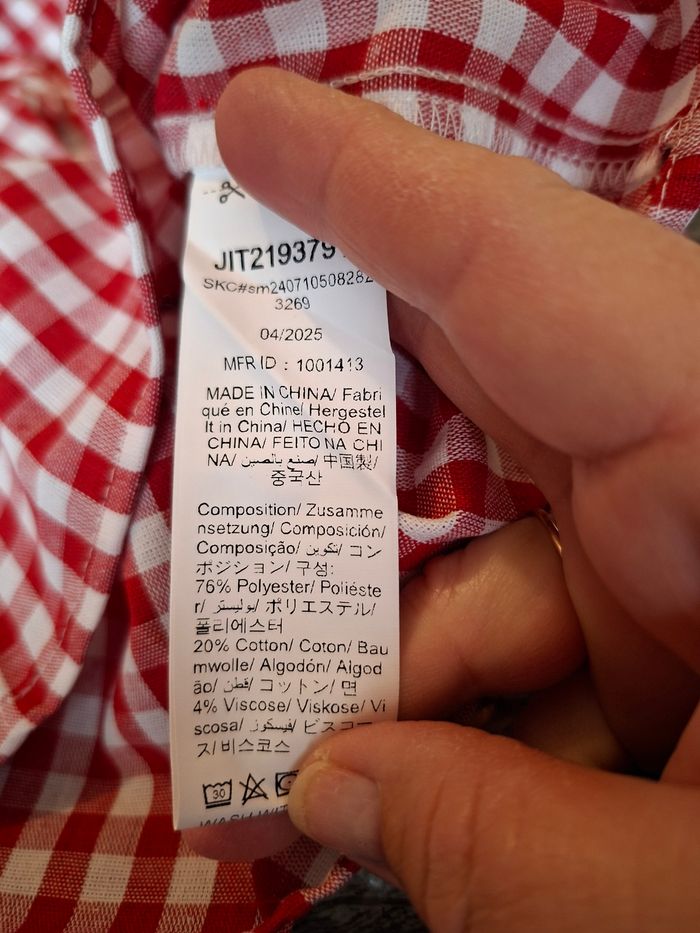 JIT219379
SKC#sm240710508282
3269
04/2025
MFR ID : 1001413
MADE IN CHINA/ Fabri
qué en Chine/ Hergestel
lt in China/ HECHO EN
CHINA/ FEITO NA CHI
NA/ صنع بالصين/ 中国製/
중국산
Composition/ Zusamme
nsetzung/ Composición/
Composição/ تكوين/ コン
ポジション/ 구성:
76% Polyester/ Poliéste
r/ بوليستر/ ポリエステル/
폴리에스터
20% Cotton/ Coton/ Bau
mwolle/ Algodón/ Algod
ão/ قطن/ コットン/ 면
4% Viscose/ Viskose/ Vi
scosa/ فيسكوز/ ビスコー
ス/ 비스코스
30